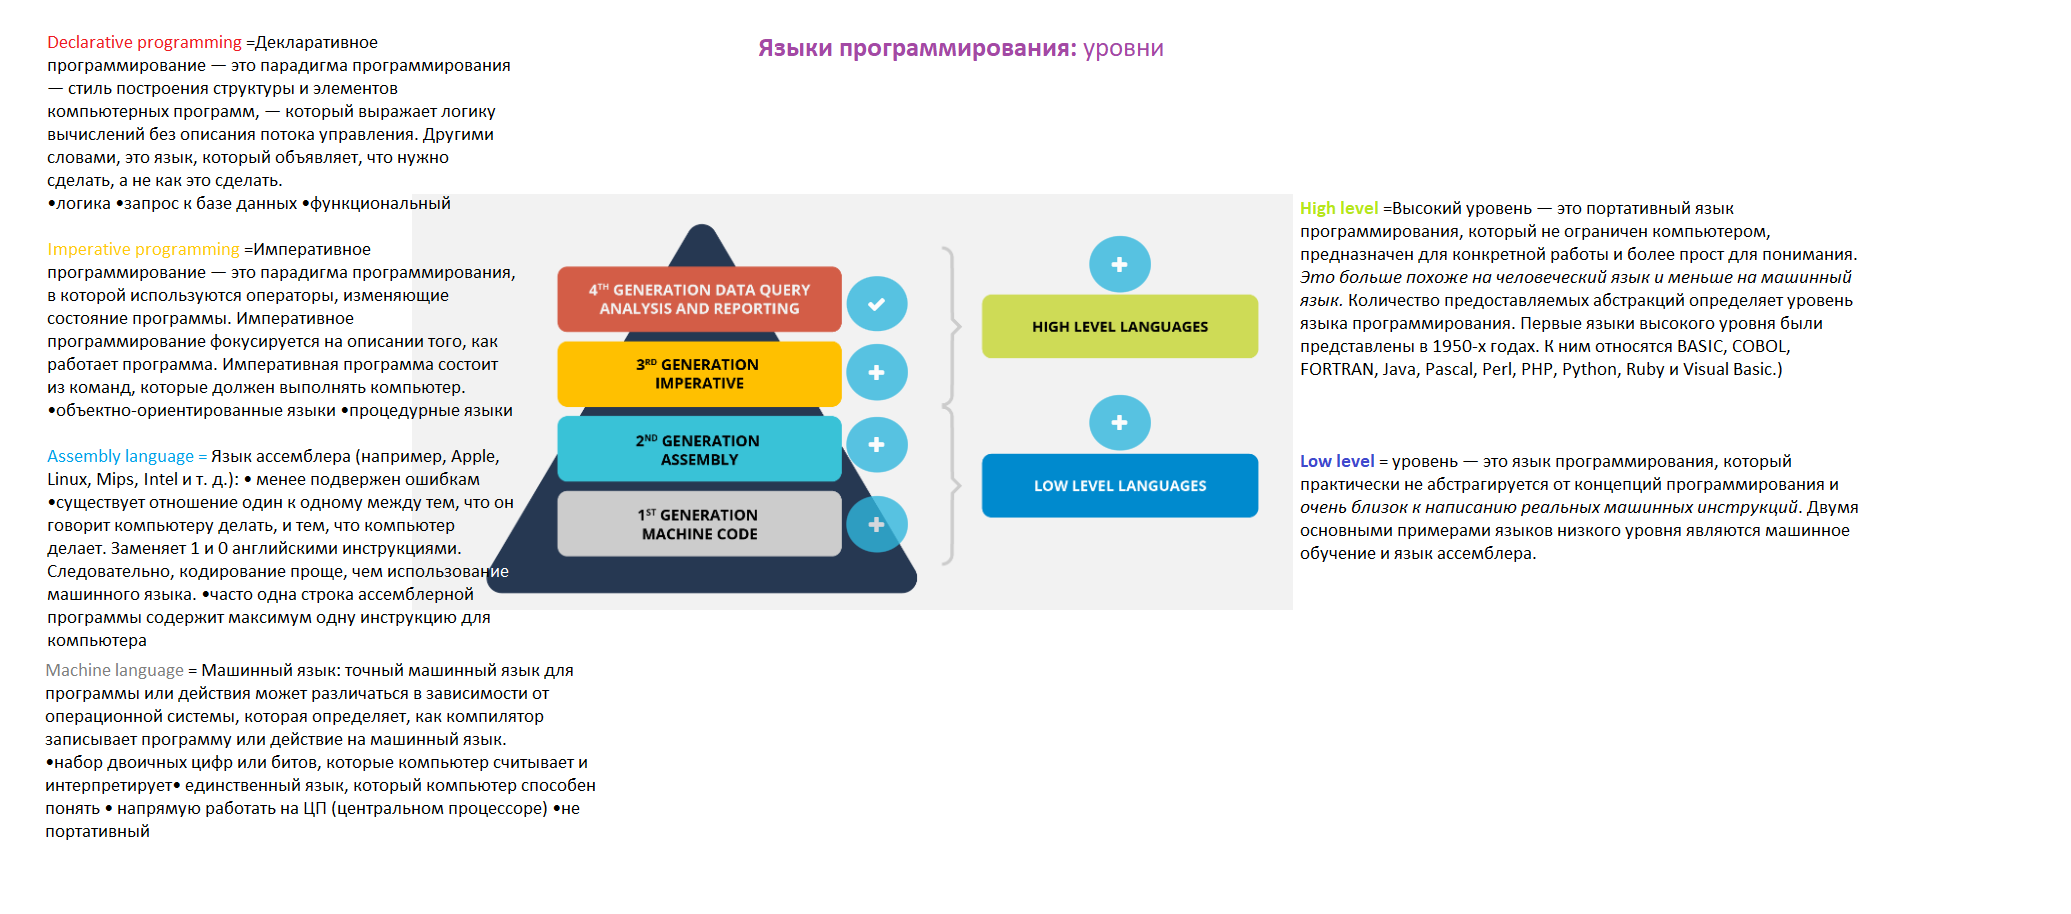 Языки программирования: уровни
Declarative programming =Декларативное
программирование — это парадигма программирования
— стиль построения структуры и элементов
компьютерных программ, — который выражает логику
вычислений без описания потока управления. Другими
словами, это язык, который объявляет, что нужно
сделать, а не как это сделать.
•логика •запрос к базе данных •функциональный
Imperative programming =Императивное
программирование — это парадигма программирования,
в которой используются операторы, изменяющие
состояние программы. Императивное
программирование фокусируется на описании того, как
работает программа. Императивная программа состоит
из команд, которые должен выполнять компьютер.
•объектно-ориентированные языки •процедурные языки
Assembly language = Язык ассемблера (например, Apple,
Linux, Mips, Intel и т. д.): • менее подвержен ошибкам
•существует отношение один к одному между тем, что он
говорит компьютеру делать, и тем, что компьютер
делает. Заменяет 1 и 0 английскими инструкциями.
Следовательно, кодирование проще, чем использование
машинного языка. •часто одна строка ассемблерной
программы содержит максимум одну инструкцию для
компьютера
Machine language = Машинный язык: точный машинный язык для
программы или действия может различаться в зависимости от
операционной системы, которая определяет, как компилятор
записывает программу или действие на машинный язык.
•набор двоичных цифр или битов, которые компьютер считывает и
интерпретирует• единственный язык, который компьютер способен
понять • напрямую работать на ЦП (центральном процессоре) •не
портативный
4TH GENERATION DATA QUERY
ANALYSIS AND REPORTING
3RD GENERATION
IMPERATIVE
2ND GENERATION
ASSEMBLY
1ST GENERATION
MACHINE CODE
HIGH LEVEL LANGUAGES
LOW LEVEL LANGUAGES
High level =Высокий уровень — это портативный язык
программирования, который не ограничен компьютером,
предназначен для конкретной работы и более прост для понимания.
Это больше похоже на человеческий язык и меньше на машинный
язык. Количество предоставляемых абстракций определяет уровень
языка программирования. Первые языки высокого уровня были
представлены в 1950-х годах. К ним относятся BASIC, COBOL,
FORTRAN, Java, Pascal, Perl, PHP, Python, Ruby и Visual Basic.)
Low level = уровень — это язык программирования, который
практически не абстрагируется от концепций программирования и
очень близок к написанию реальных машинных инструкций. Двумя
основными примерами языков низкого уровня являются машинное
обучение и язык ассемблера.